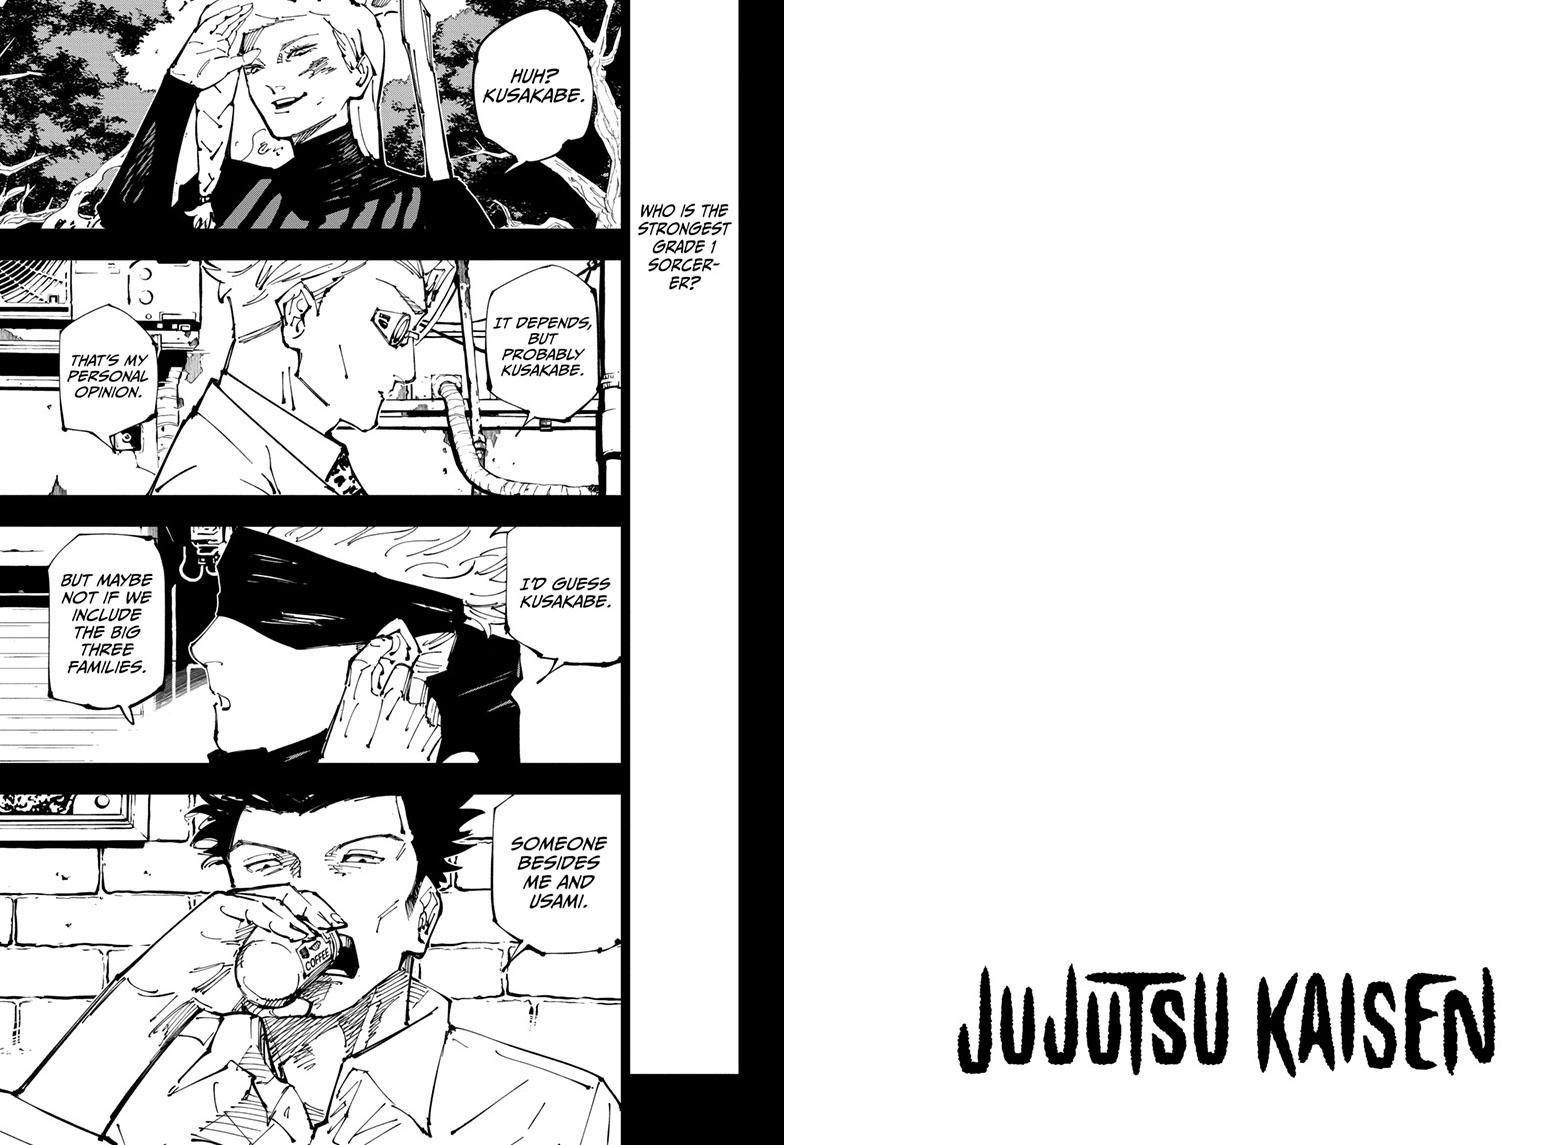 WHO IS THE
STRONGEST
GRADE 1
SORCER-
ER?
HUH?
KUSAKABE.
IT DEPENDS,
BUT
PROBABLY
KUSAKABE.
THAT'S MY
PERSONAL
OPINION.
I'D GUESS
KUSAKABE.
BUT MAYBE
NOT IF WE
INCLUDE
THE BIG
THREE
FAMILIES.
SOMEONE
BESIDES
ME AND
USAMI.
COFFEE
JUJUTSU KAISEN